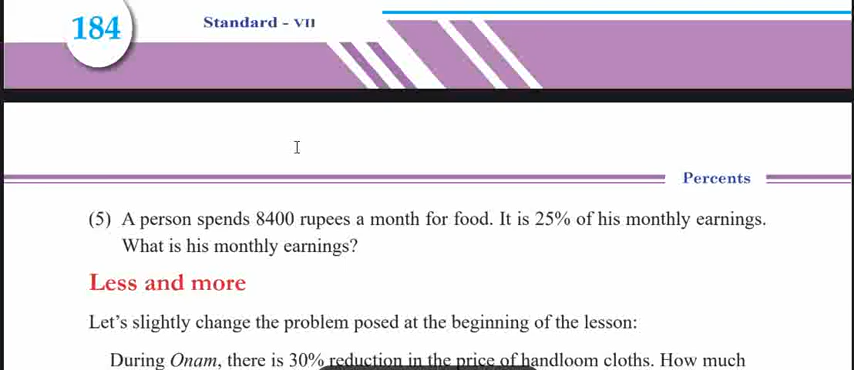 184
Standard - VII
Percents
(5) A person spends 8400 rupees a month for food. It is 25% of his monthly earnings.
What is his monthly earnings?
Less and more
Let's slightly change the problem posed at the beginning of the lesson:
During Onam, there is 30% reduction in the price of handloom cloths. How much